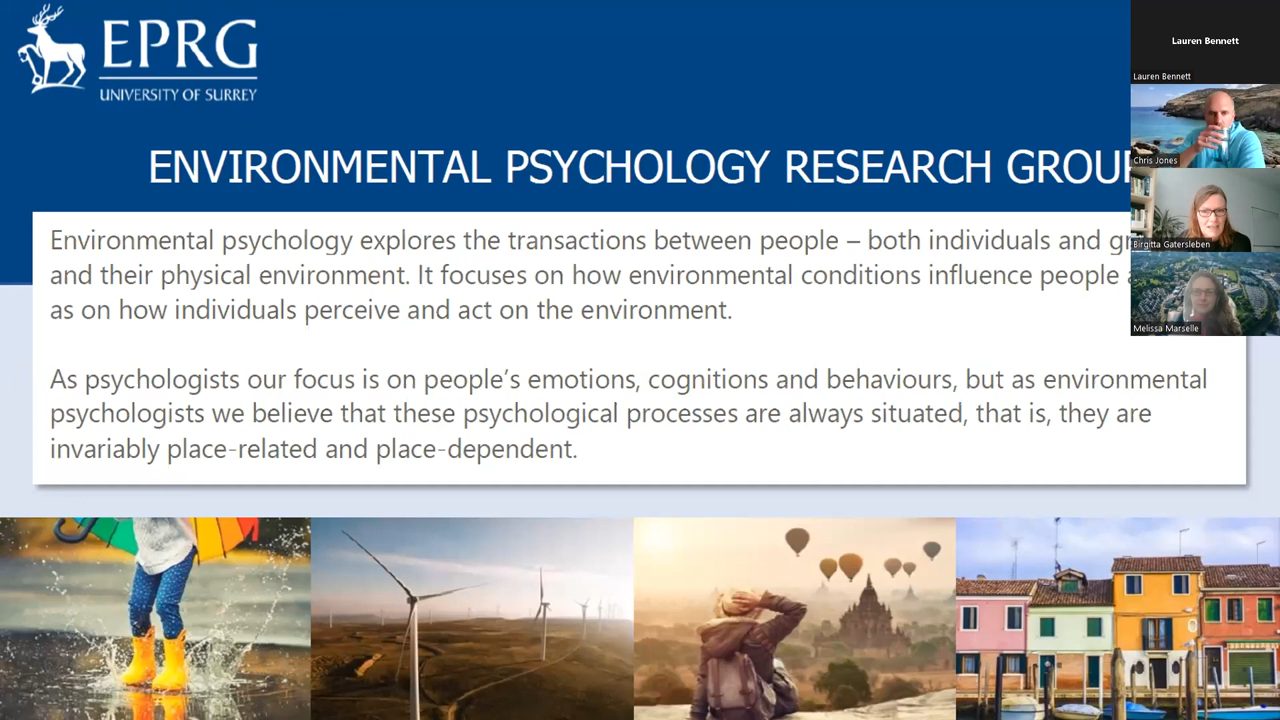 EPRG
UNIVERSITY OF SURREY
ENVIRONMENTAL PSYCHOLOGY RESEARCH GROUP
Environmental psychology explores the transactions between people – both individuals and
and their physical environment. It focuses on how environmental conditions influence people
as on how individuals perceive and act on the environment.
As psychologists our focus is on people’s emotions, cognitions and behaviours, but as environmental
psychologists we believe that these psychological processes are always situated, that is, they are
invariably place-related and place-dependent.
Lauren Bennett
Lauren Bennett
Chris Jones
Birgitta Gatersleben
Melissa Marselle